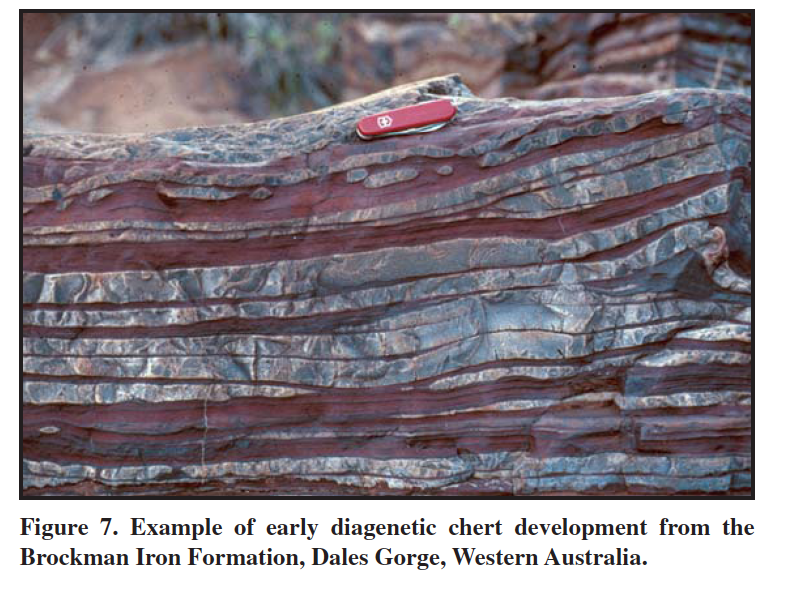 Figure 7. Example of early diagenetic chert development from the
Brockman Iron Formation, Dales Gorge, Western Australia.